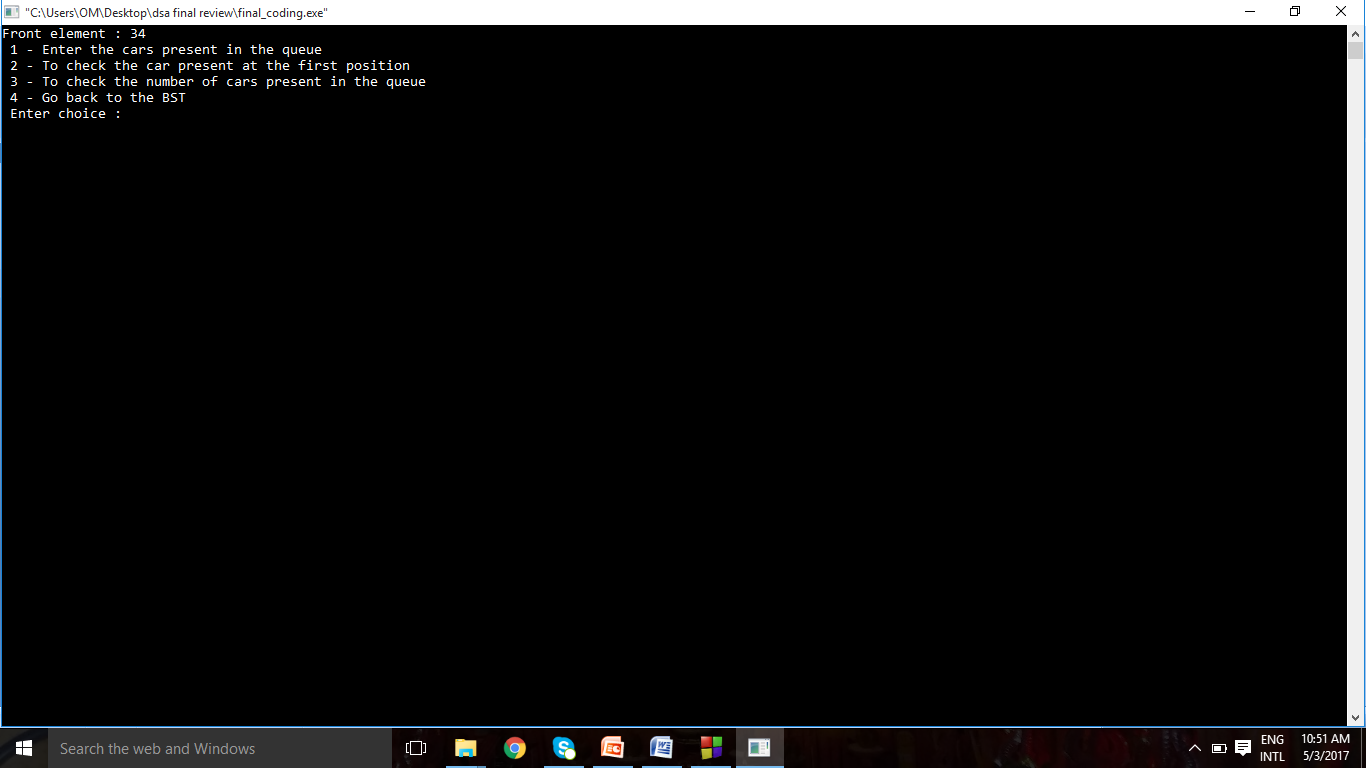 "C:\Users\OM\Desktop\dsa final review\final_coding.exe"
Front element : 34
1 - Enter the cars present in the queue
2 - To check the car present at the first position
3 - To check the number of cars present in the queue
4 - Go back to the BST
Enter choice :
Search the web and Windows
ENG
INTL
10:51 AM
5/3/2017